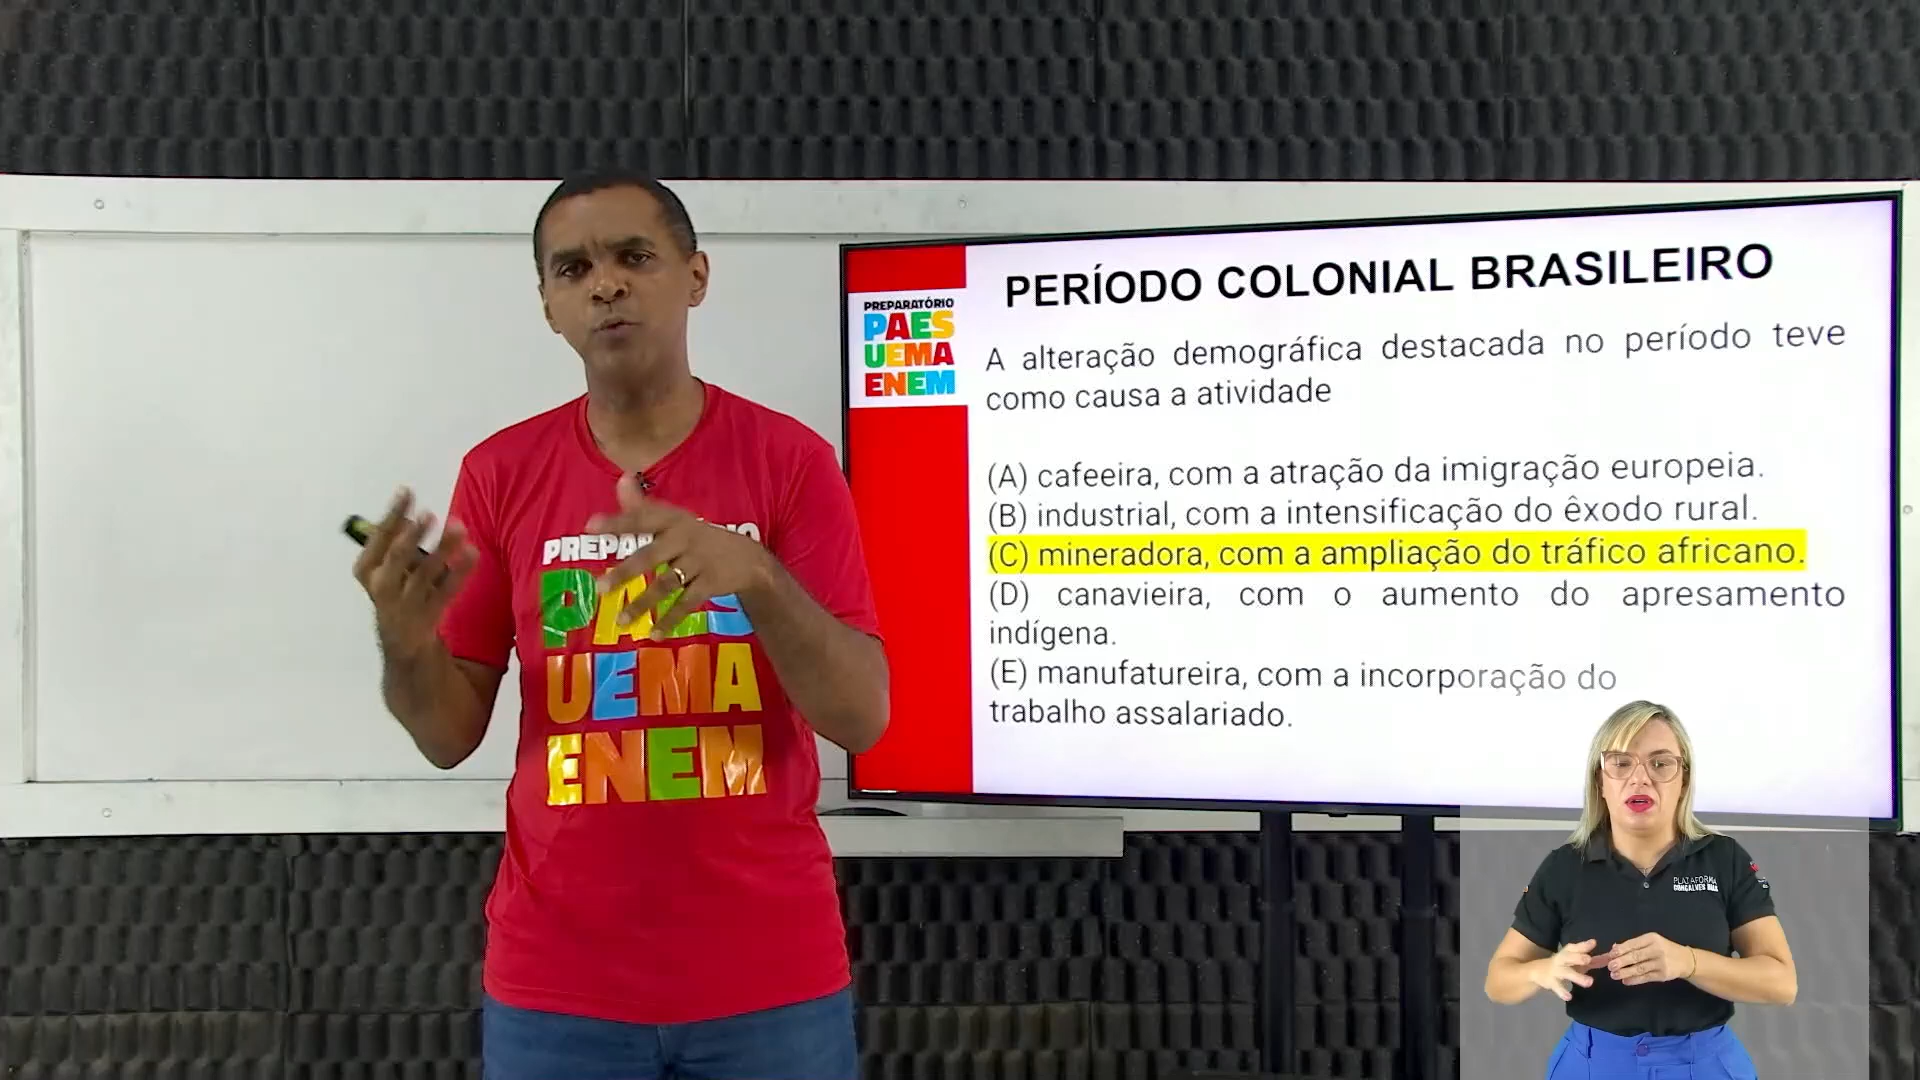 PERÍODO COLONIAL BRASILEIRO
PREPARATÓRIO
PAES
UEMA
ENEM
A alteração demográfica destacada no período teve
como causa a atividade
(A) cafeeira, com a atração da imigração europeia.
(B) industrial, com a intensificação do êxodo rural.
(C) mineradora, com a ampliação do tráfico africano.
(D) canavieira, com o aumento do apresamento
indígena.
(E) manufatureira, com a incorporação do
trabalho assalariado.
PAES
UEMA
ENEM
PLATAFORMA
GONÇALVES DIAS